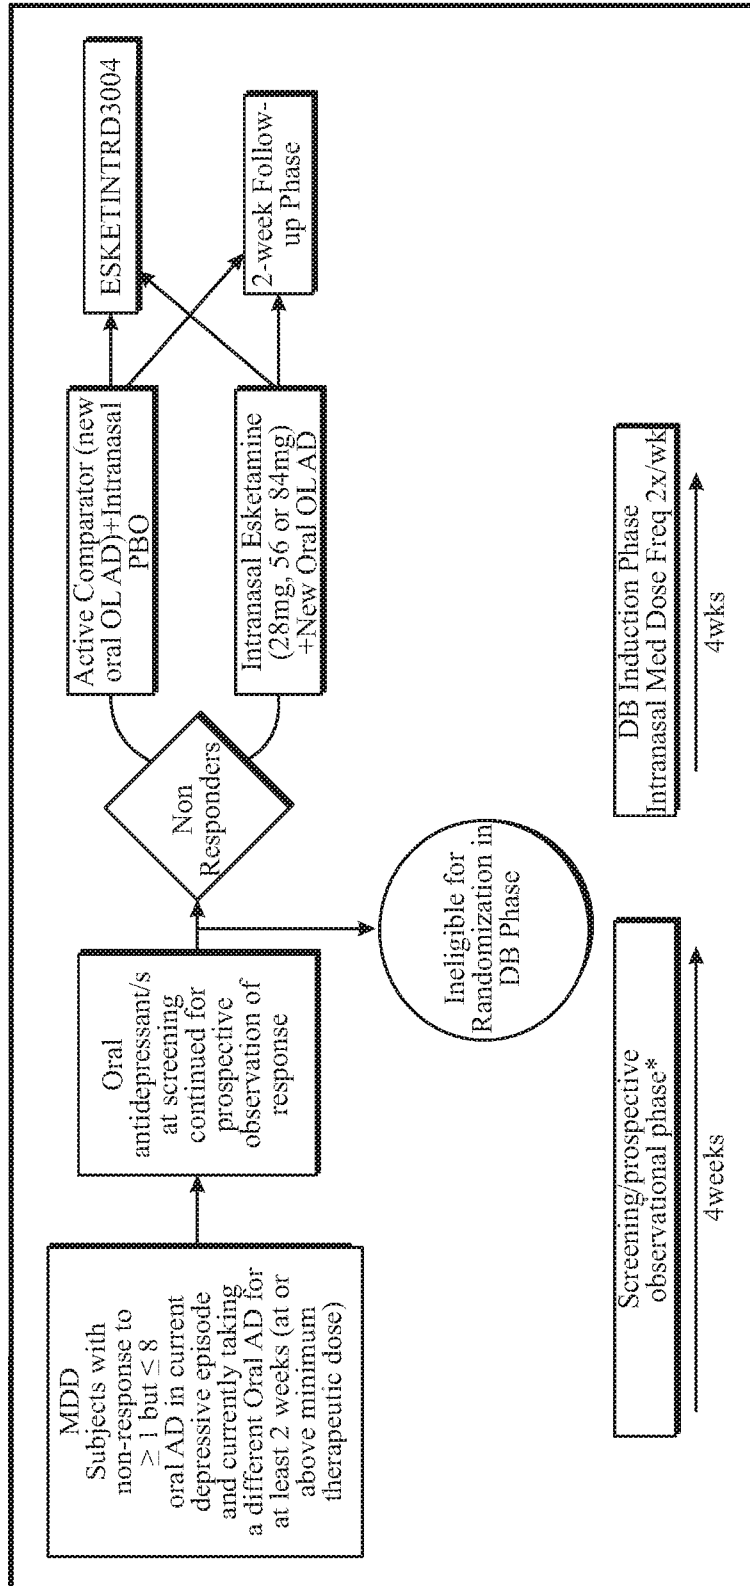 MDD
Subjects with
non-response to
≥ 1 but ≤ 8
oral AD in current
depressive episode
and currently taking
a different Oral AD for
at least 2 weeks (at or
above minimum
therapeutic dose)
Oral
antidepressant/s
at screening
continued for
prospective
observation of
response
Non
Responders
Ineligible for
Randomization in
DB Phase
Active Comparator (new
oral OL AD)+Intranasal
PBO
Intranasal Esketamine
(28mg, 56 or 84mg)
+New Oral OL AD
ESKETINTRD3004
2-week Follow-
up Phase
Screening/prospective
observational phase*
4weeks
DB Induction Phase
Intranasal Med Dose Freq 2x/wk
4wks